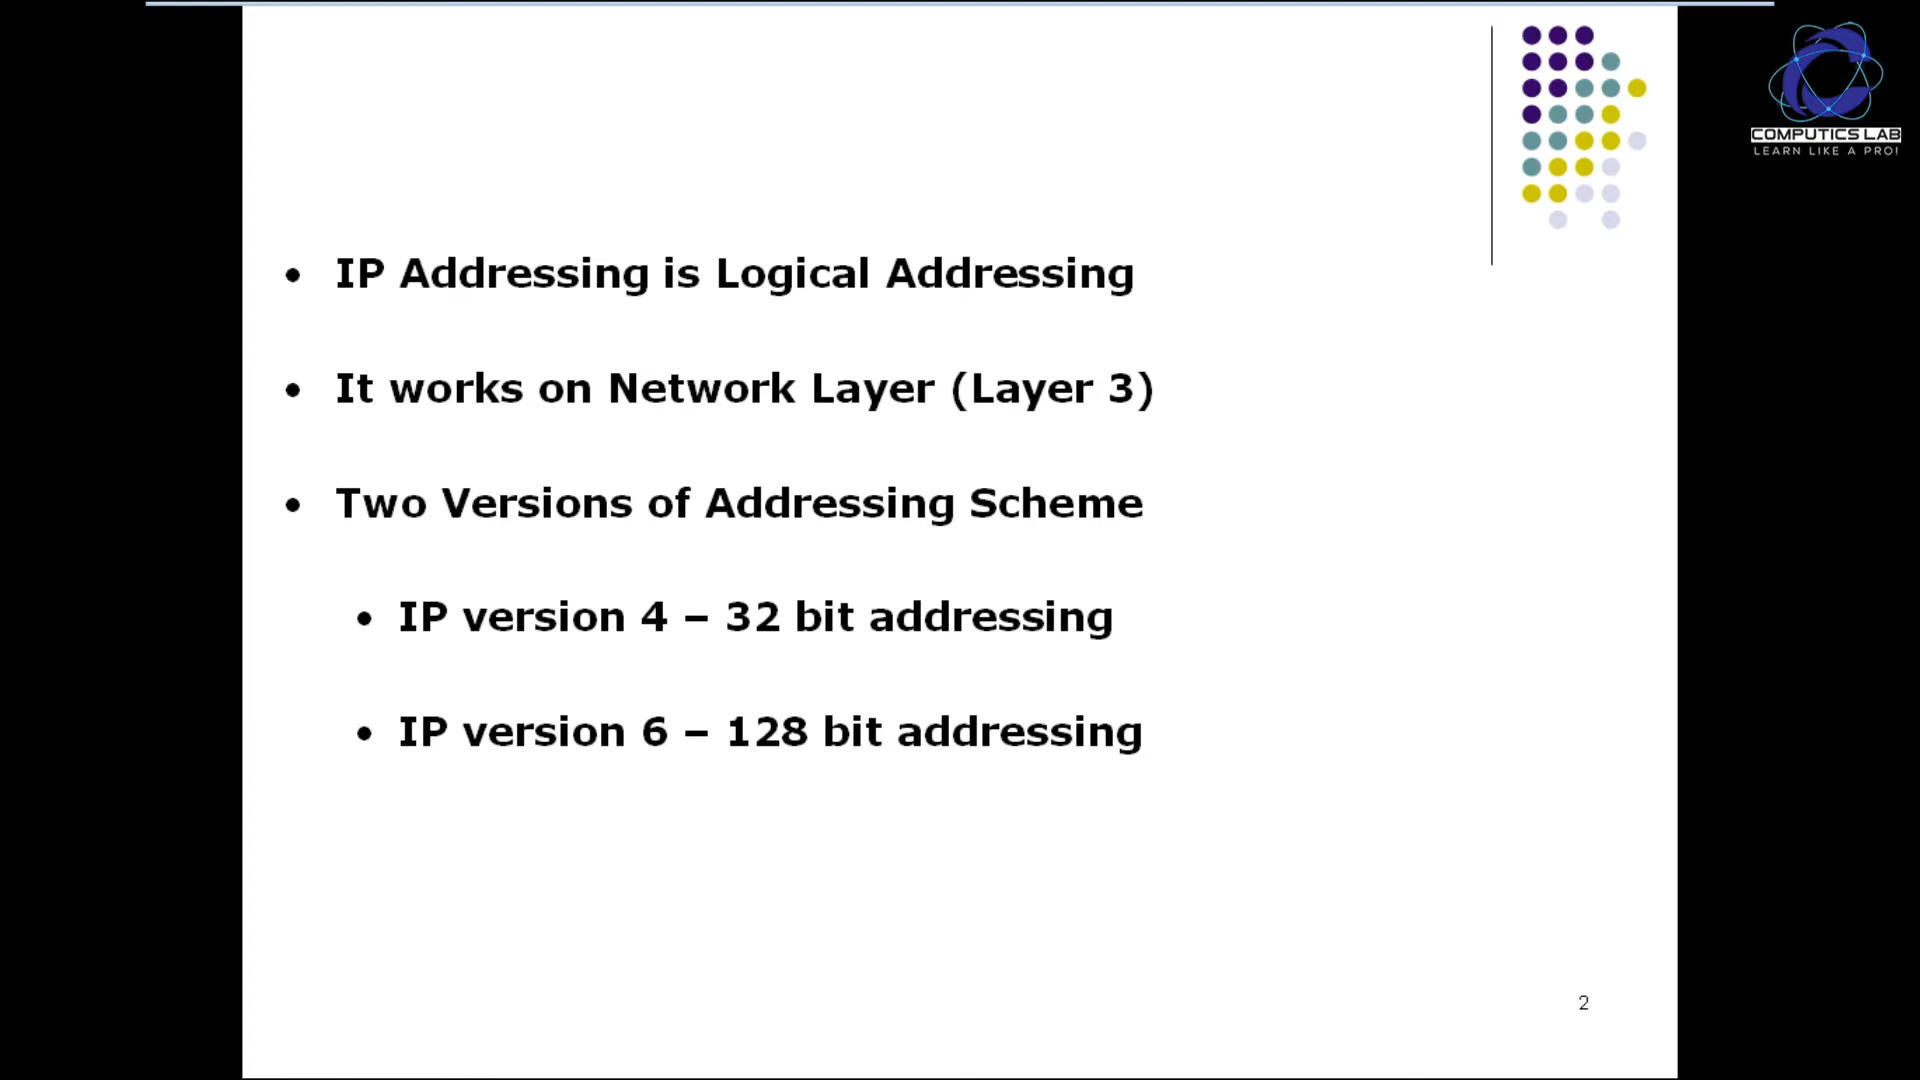 COMPUTICS LAB
LEARN LIKE A PRO!
• IP Addressing is Logical Addressing
• It works on Network Layer (Layer 3)
• Two Versions of Addressing Scheme
• IP version 4 – 32 bit addressing
• IP version 6 – 128 bit addressing
2